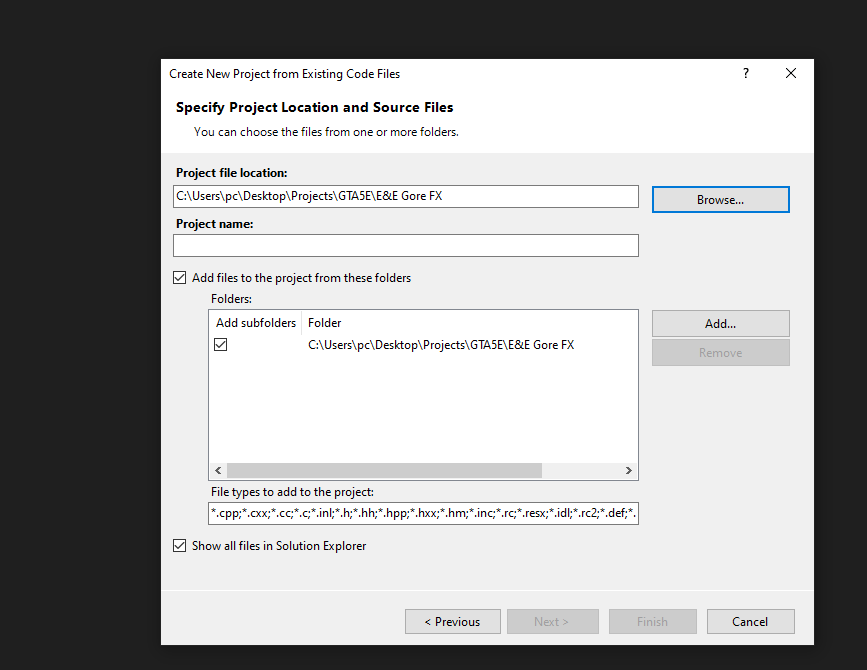 Create New Project from Existing Code Files
?
Specify Project Location and Source Files
You can choose the files from one or more folders.
Project file location:
C:\Users\pc\Desktop\Projects\GTA5E\E&E Gore FX
Browse...
Project name:
Add files to the project from these folders
Folders:
Add subfolders Folder
Add...
C:\Users\pc\Desktop\Projects\GTA5E\E&E Gore FX
Remove
File types to add to the project:
*.cpp;*.cxx;*.cc;*.c;*.inl;*.h;*.hh;*.hpp;*.hxx;*.hm;*.inc;*.rc;*.resx;*.idl;*.rc2;*.def;*.
Show all files in Solution Explorer
< Previous
Next >
Finish
Cancel